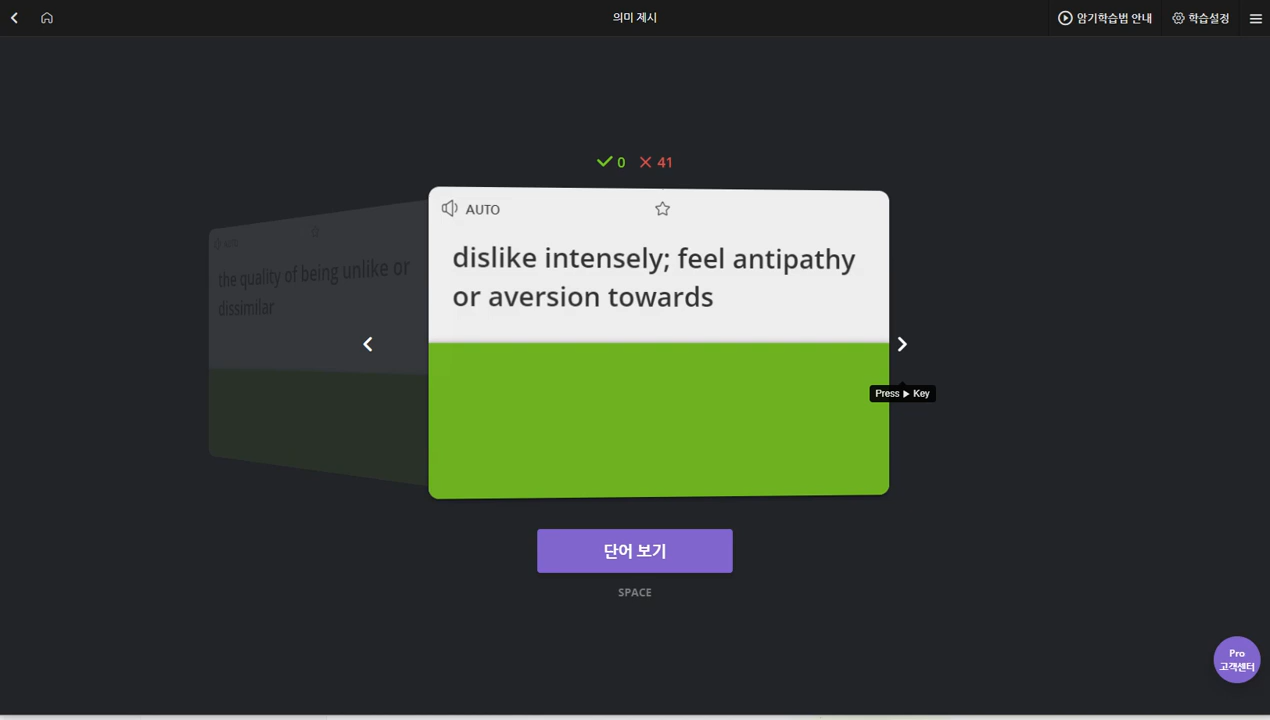 의미 제시
암기학습법 안내
학습설정
0
41
AUTO
dislike intensely; feel antipathy
or aversion towards
AUTO
the quality of being unlike or
dissimilar
Press ▶ Key
단어 보기
SPACE
Pro
고객센터